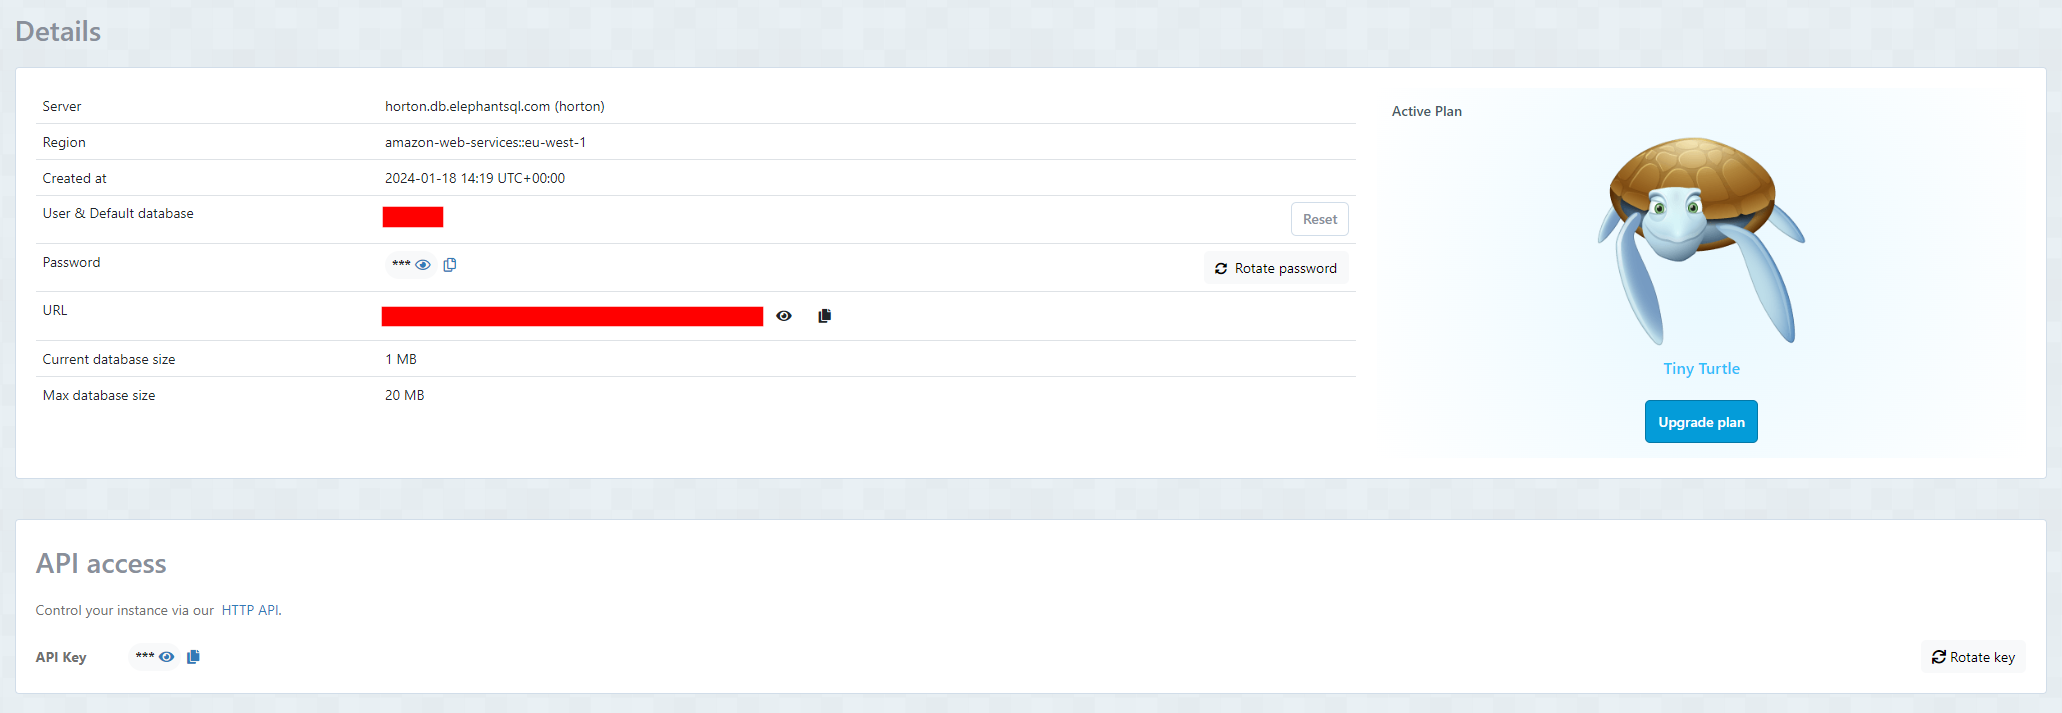 Details
Server horton.db.elephantsql.com (horton)
Active Plan
Region amazon-web-services::eu-west-1
Created at 2024-01-18 14:19 UTC+00:00
User & Default database Reset
Password *** Rotate password
URL
Current database size 1 MB
Max database size 20 MB
Tiny Turtle
Upgrade plan
API access
Control your instance via our HTTP API.
API Key *** Rotate key